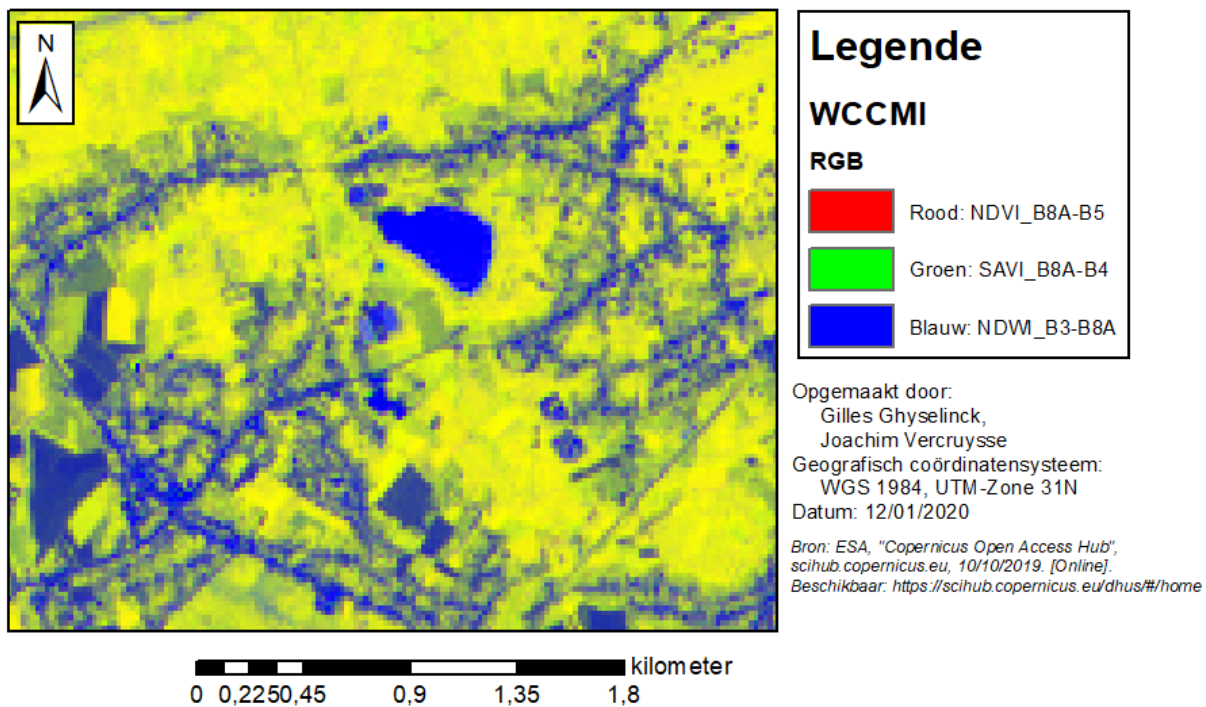 N
Legende
WCCMI
RGB
Rood: NDVI_B8A-B5
Groen: SAVI_B8A-B4
Blauw: NDWI_B3-B8A
Opgemaakt door:
Gilles Ghyselinck,
Joachim Vercruysse
Geografisch coördinatensysteem:
WGS 1984, UTM-Zone 31N
Datum: 12/01/2020
Bron: ESA, "Copernicus Open Access Hub",
scihub.copernicus.eu, 10/10/2019. [Online].
Beschikbaar: https://scihub.copernicus.eu/dhus/#/home
kilometer
0 0,225 0,45 0,9 1,35 1,8